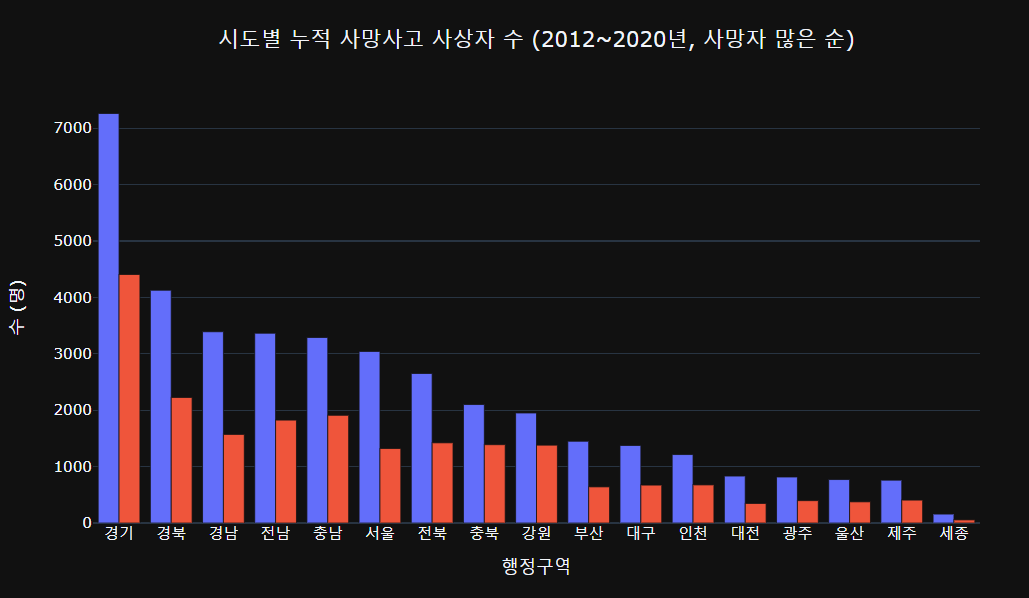 시도별 누적 사망사고 사상자 수 (2012~2020년, 사망자 많은 순)
7000
6000
5000
4000
3000
2000
1000
0
수 (명)
경기 경북 경남 전남 충남 서울 전북 충북 강원 부산 대구 인천 대전 광주 울산 제주 세종
행정구역